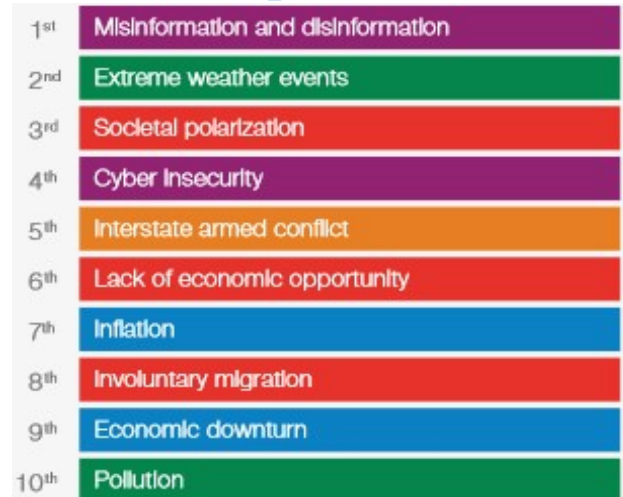 1st Misinformation and disinformation
2nd Extreme weather events
3rd Societal polarization
4th Cyber insecurity
5th Interstate armed conflict
6th Lack of economic opportunity
7th Inflation
8th Involuntary migration
9th Economic downturn
10th Pollution